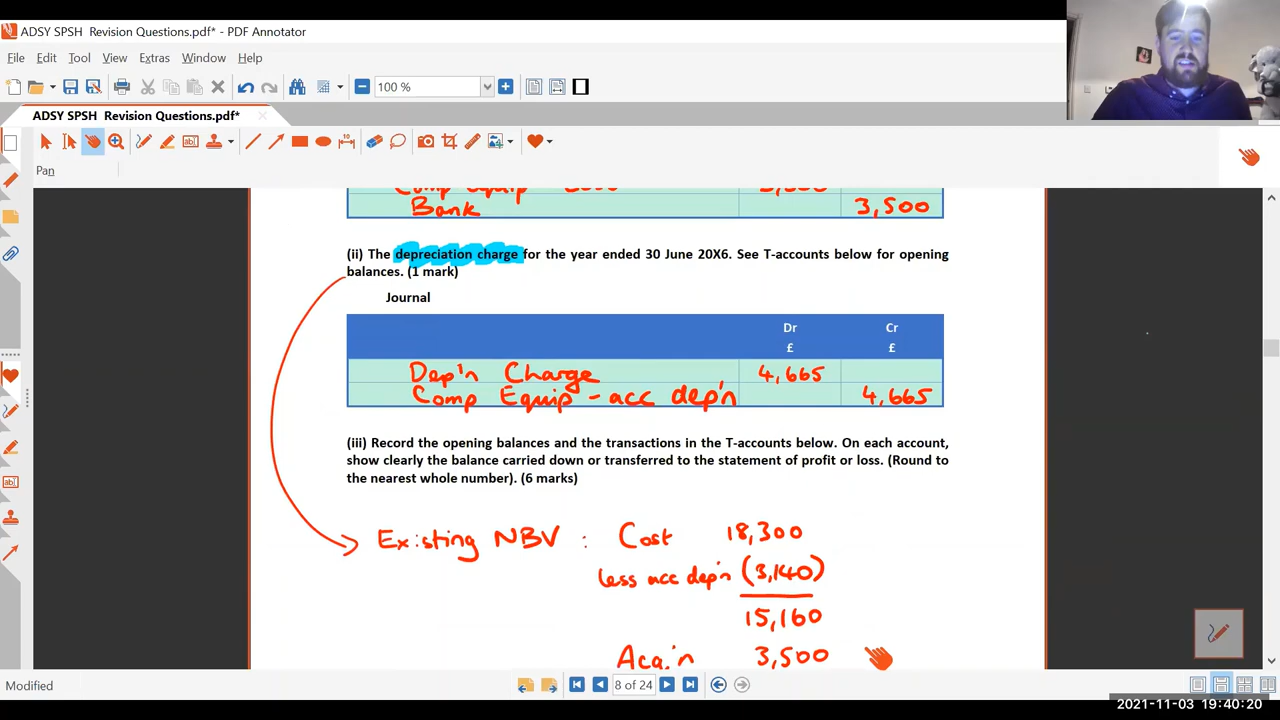 ADSY SPSH Revision Questions.pdf* - PDF Annotator
File Edit Tool View Extras Window Help
100 %
ADSY SPSH Revision Questions.pdf*
Pan
Bank 3,500
(ii) The depreciation charge for the year ended 30 June 20X6. See T-accounts below for opening
balances. (1 mark)
Journal
Dr Cr
£ £
Dep'n Charge 4,665
Comp Equip - acc dep'n 4,665
(iii) Record the opening balances and the transactions in the T-accounts below. On each account,
show clearly the balance carried down or transferred to the statement of profit or loss. (Round to
the nearest whole number). (6 marks)
Existing NBV : Cost 18,300
less acc dep'n (3,140)
15,160
Acq'n 3,500
8 of 24
Modified
2021-11-03 19:40:20